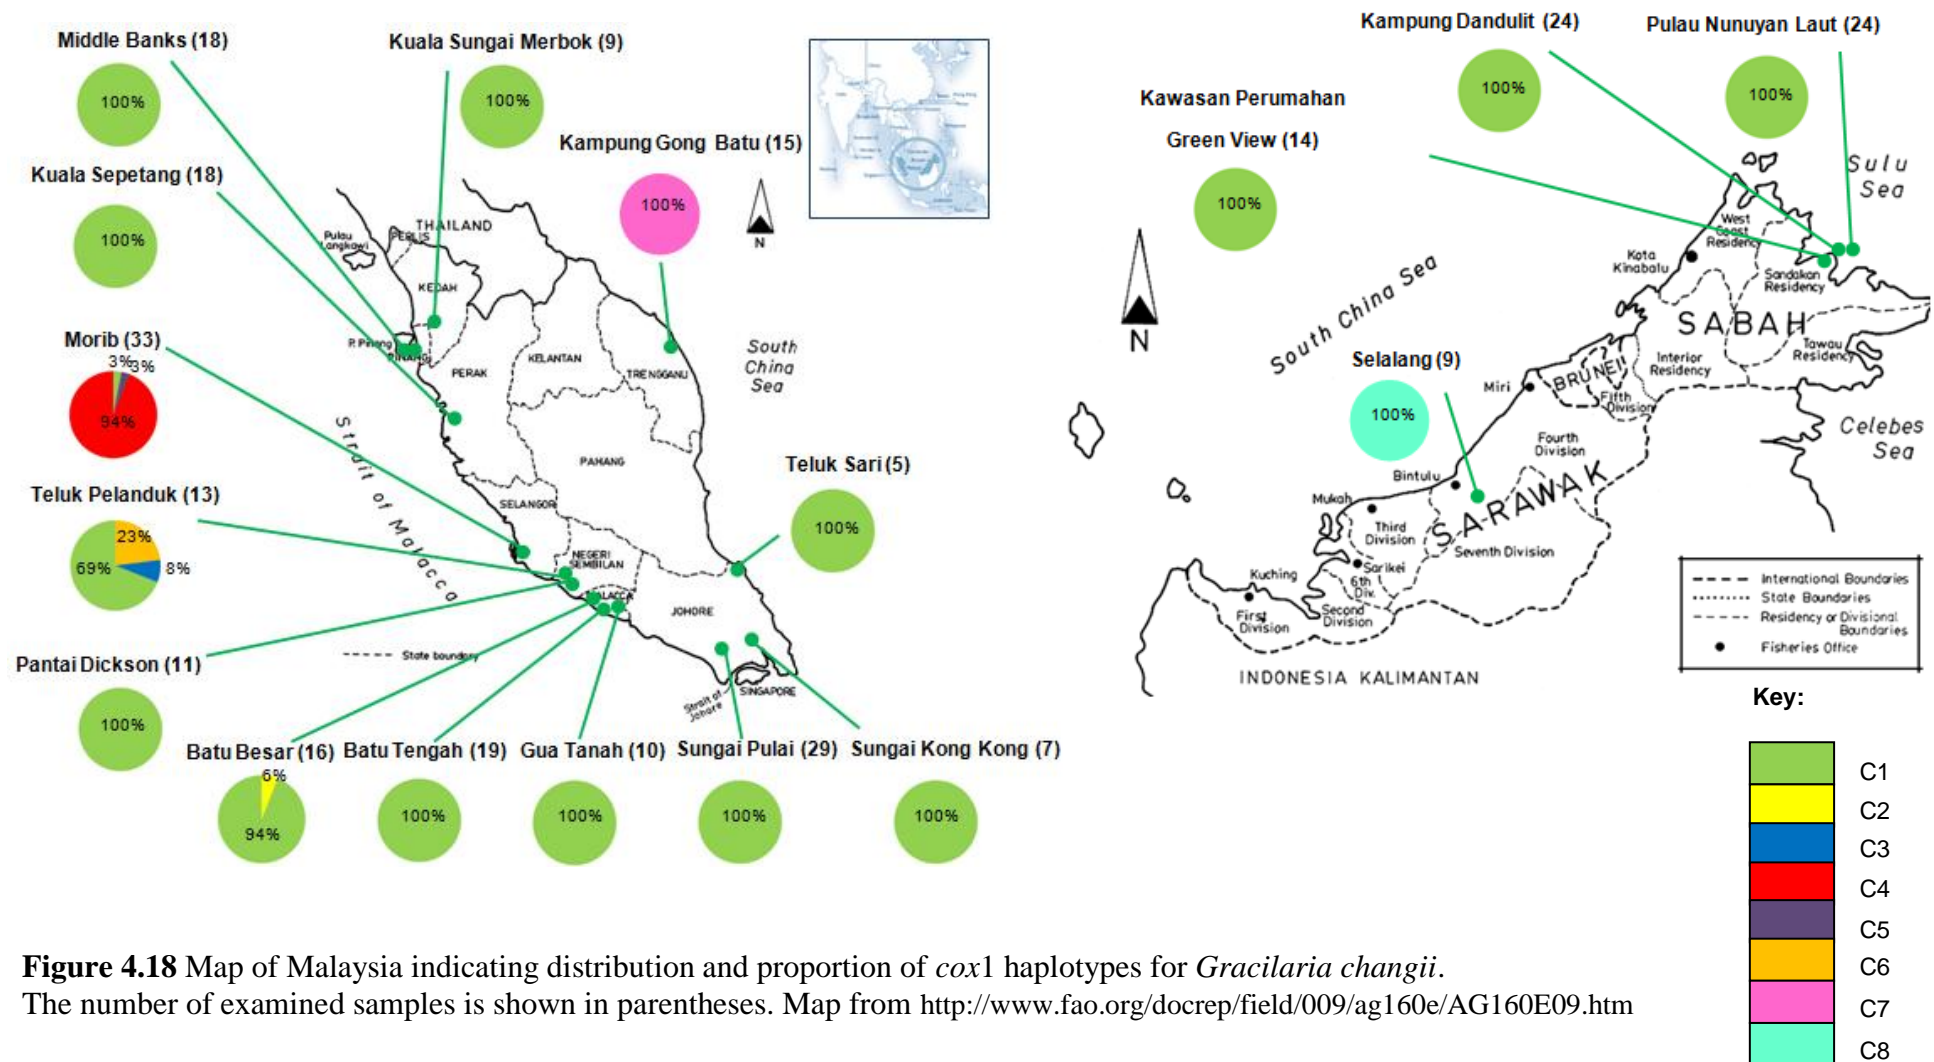 Middle Banks (18)
100%
Kuala Sungai Merbok (9)
100%
Kampung Gong Batu (15)
100%
N
Kuala Sepetang (18)
100%
Morib (33)
3%
3%
94%
Teluk Pelanduk (13)
23%
69%
8%
Pantai Dickson (11)
100%
Batu Besar (16)
6%
94%
Batu Tengah (19)
100%
Gua Tanah (10)
100%
Sungai Pulai (29)
100%
Sungai Kong Kong (7)
100%
Teluk Sari (5)
100%
THAILAND
Pulau
Langkawi
PERLIS
KEDAH
P. Pinang
PINANG
PERAK
KELANTAN
TRENGGANU
PAHANG
SELANGOR
NEGERI
SEMBILAN
MALACCA
JOHORE
SINGAPORE
Strait of
Johore
Strait of Malacca
South
China
Sea
State boundary
Kampung Dandulit (24)
100%
Pulau Nunuyan Laut (24)
100%
Kawasan Perumahan
Green View (14)
100%
N
Selalang (9)
100%
South China Sea
Sulu
Sea
Celebes
Sea
West
Coast
Residency
Kota
Kinabalu
Sandakan
Residency
SABAH
Tawau
Residency
Interior
Residency
BRUNEI
Miri
Fifth
Division
Fourth
Division
Bintulu
SARAWAK
Mukah
Third
Division
Seventh Division
Sarikei
6th
Div.
Kuching
First
Division
Second
Division
INDONESIA KALIMANTAN
International Boundaries
State Boundaries
Residency or Divisional
Boundaries
Fisheries Office
Key:
C1
C2
C3
C4
C5
C6
C7
C8
Figure 4.18 Map of Malaysia indicating distribution and proportion of cox1 haplotypes for Gracilaria changii.
The number of examined samples is shown in parentheses. Map from http://www.fao.org/docrep/field/009/ag160e/AG160E09.htm